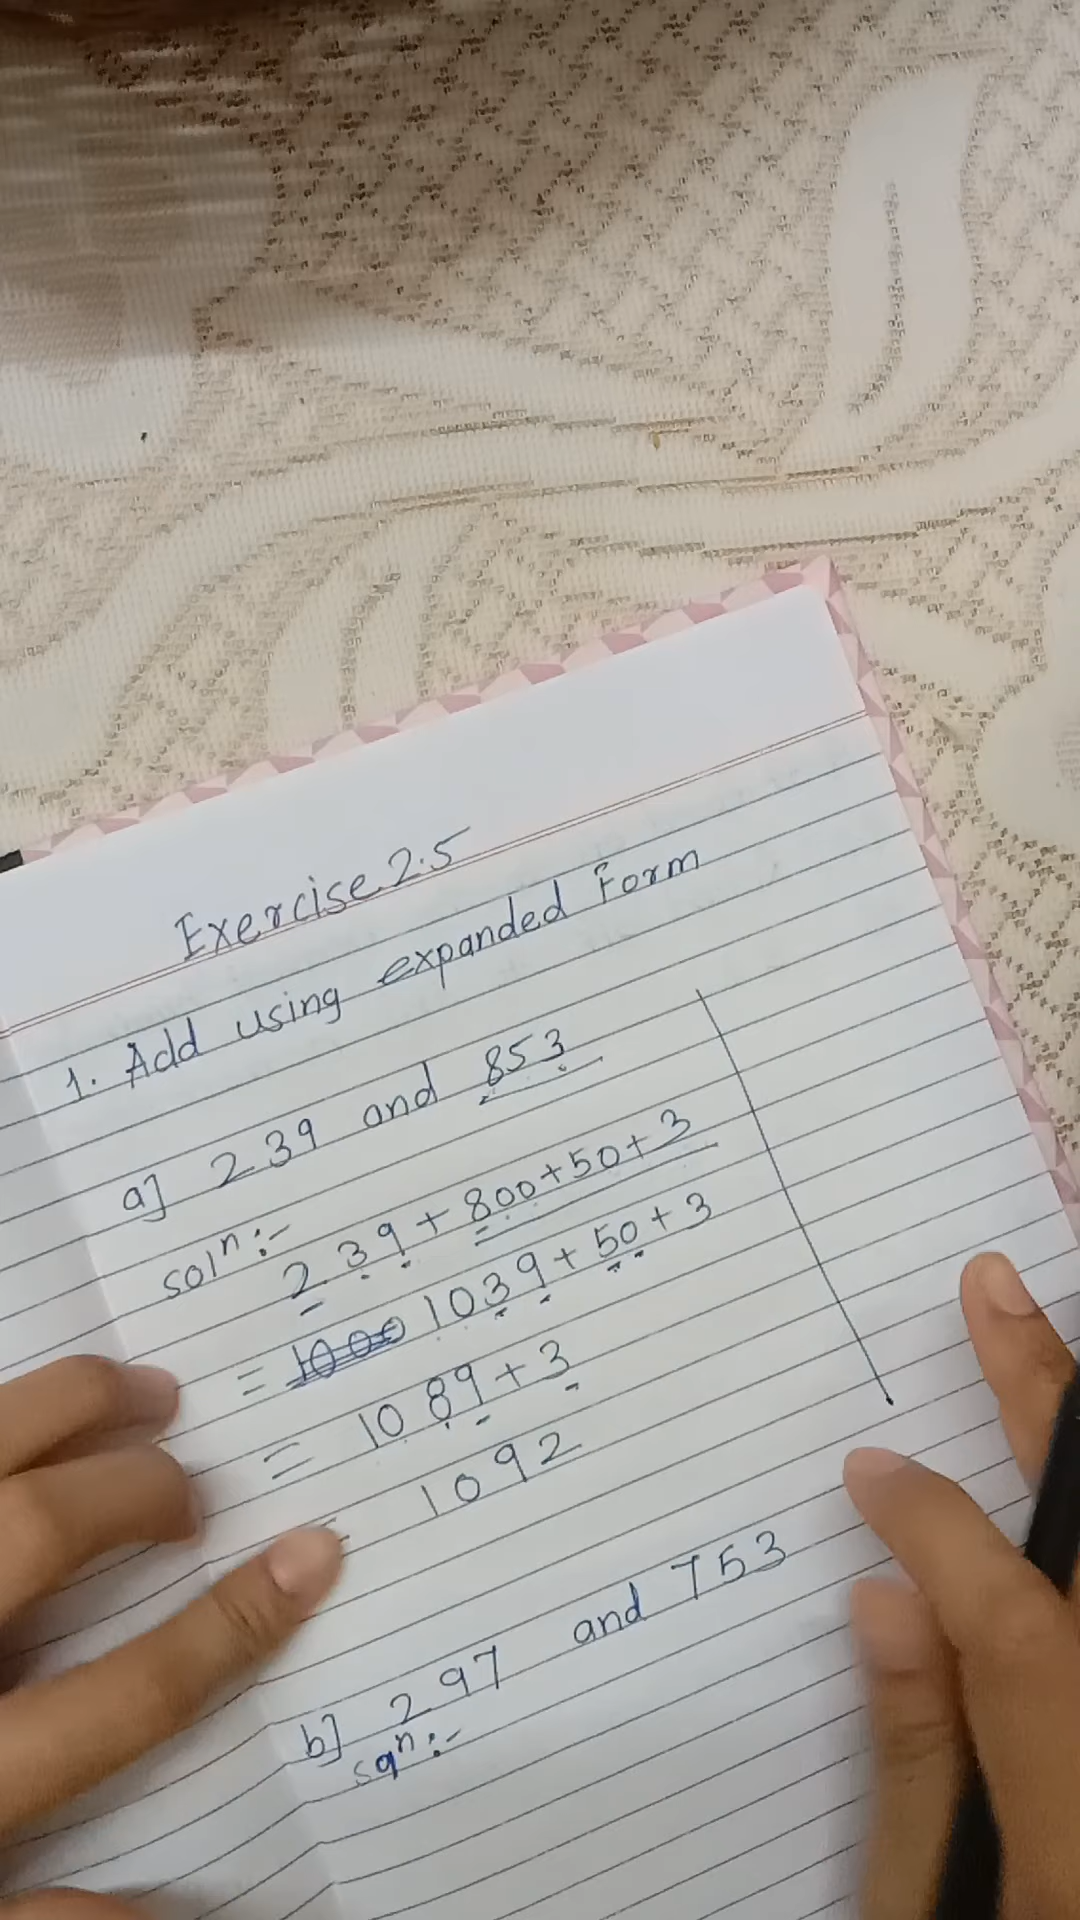 Exercise 2.5
1. Add using expanded form
a] 239 and 853
solⁿ:-
239 + 800+50+3
= 1000 1039 + 50 + 3
= 1089 + 3
1092
b] 297 and 753
solⁿ:-